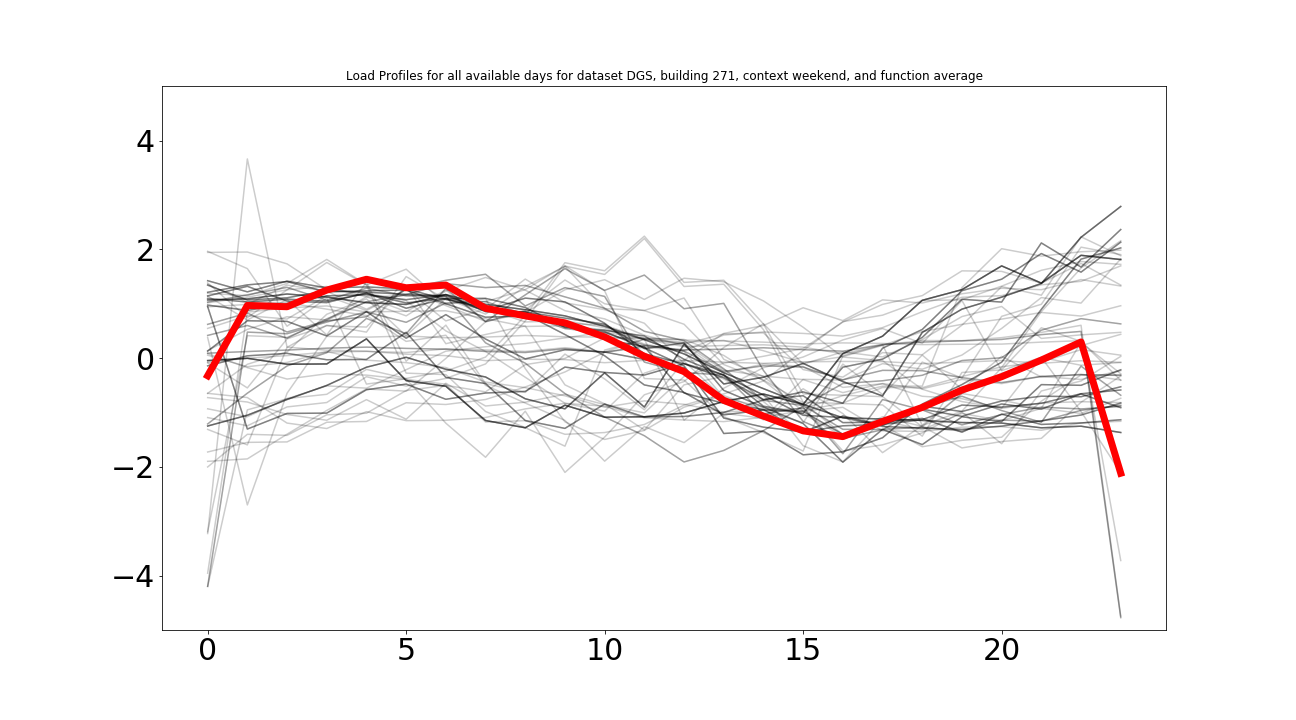 Load Profiles for all available days for dataset DGS, building 271, context weekend, and function average
4
2
0
−2
−4
0 5 10 15 20